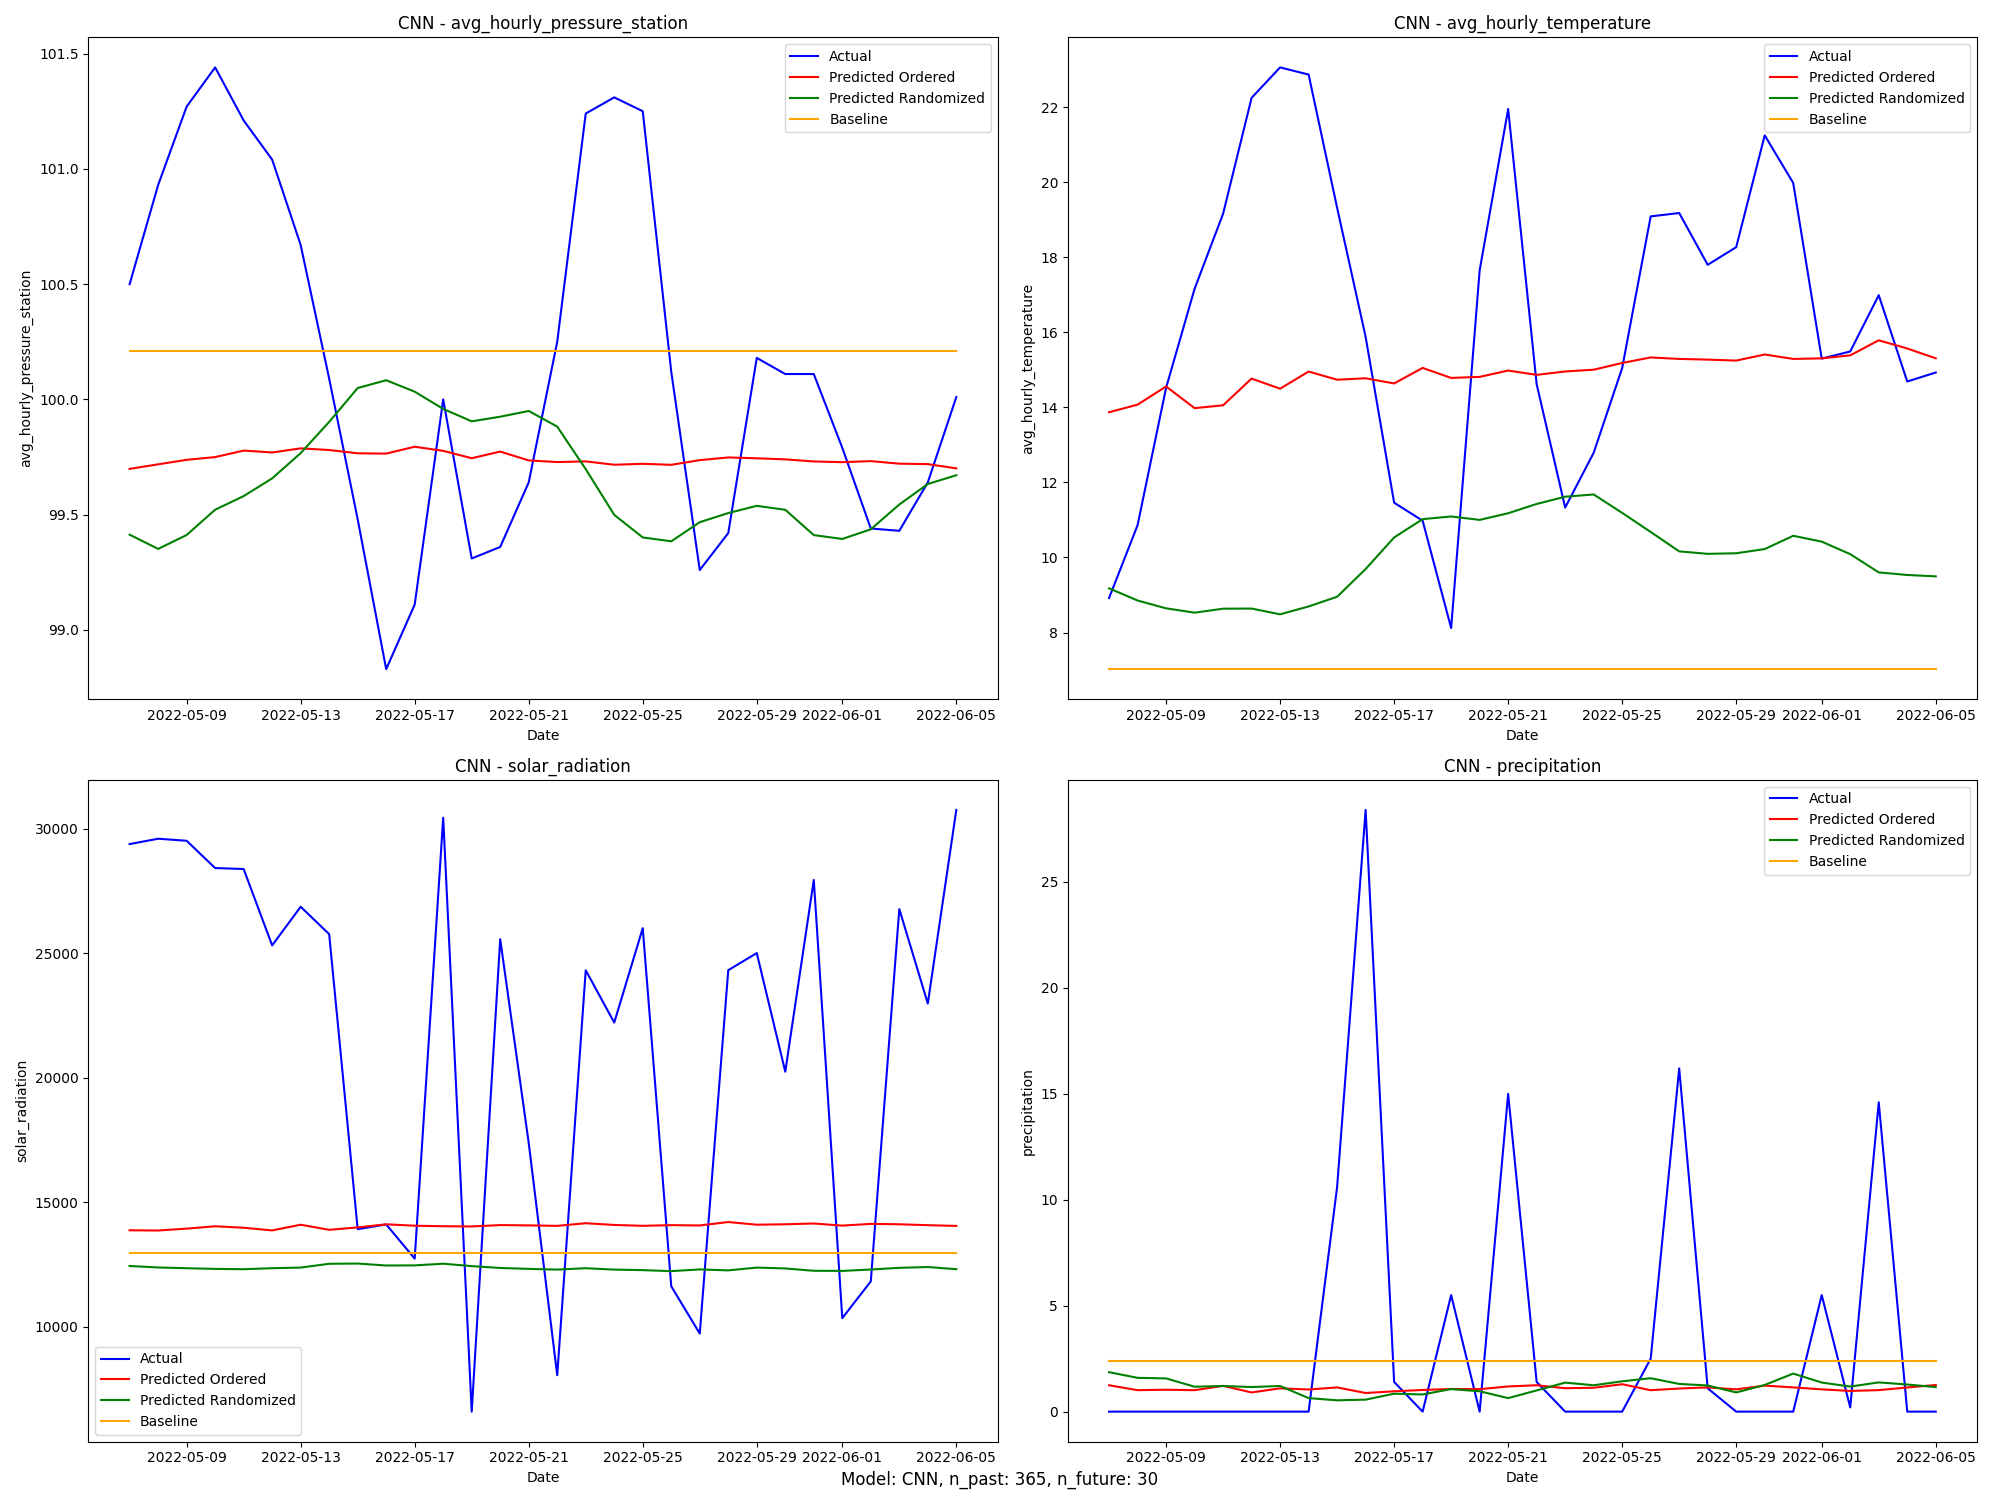 CNN - avg_hourly_pressure_station
avg_hourly_pressure_station
101.5
101.0
100.5
100.0
99.5
99.0
Actual
Predicted Ordered
Predicted Randomized
Baseline
2022-05-09 2022-05-13 2022-05-17 2022-05-21 2022-05-25 2022-05-29 2022-06-01 2022-06-05
Date
CNN - avg_hourly_temperature
avg_hourly_temperature
22
20
18
16
14
12
10
8
Actual
Predicted Ordered
Predicted Randomized
Baseline
2022-05-09 2022-05-13 2022-05-17 2022-05-21 2022-05-25 2022-05-29 2022-06-01 2022-06-05
Date
CNN - solar_radiation
solar_radiation
30000
25000
20000
15000
10000
Actual
Predicted Ordered
Predicted Randomized
Baseline
2022-05-09 2022-05-13 2022-05-17 2022-05-21 2022-05-25 2022-05-29 2022-06-01 2022-06-05
Date
CNN - precipitation
precipitation
25
20
15
10
5
0
Actual
Predicted Ordered
Predicted Randomized
Baseline
2022-05-09 2022-05-13 2022-05-17 2022-05-21 2022-05-25 2022-05-29 2022-06-01 2022-06-05
Date
Model: CNN, n_past: 365, n_future: 30